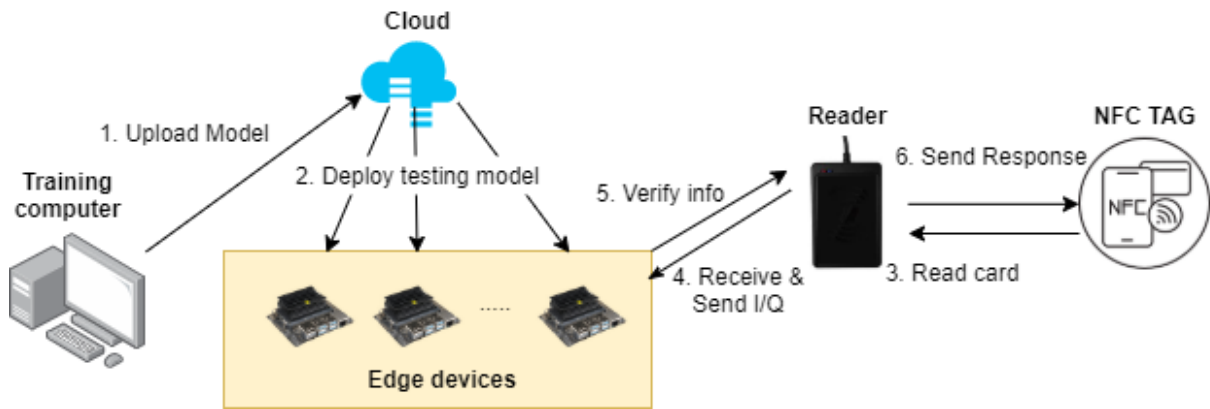 Cloud
1. Upload Model
2. Deploy testing model
Training
computer
5. Verify info
4. Receive &
Send I/Q
Reader
NFC TAG
6. Send Response
NFC
3. Read card
.....
Edge devices